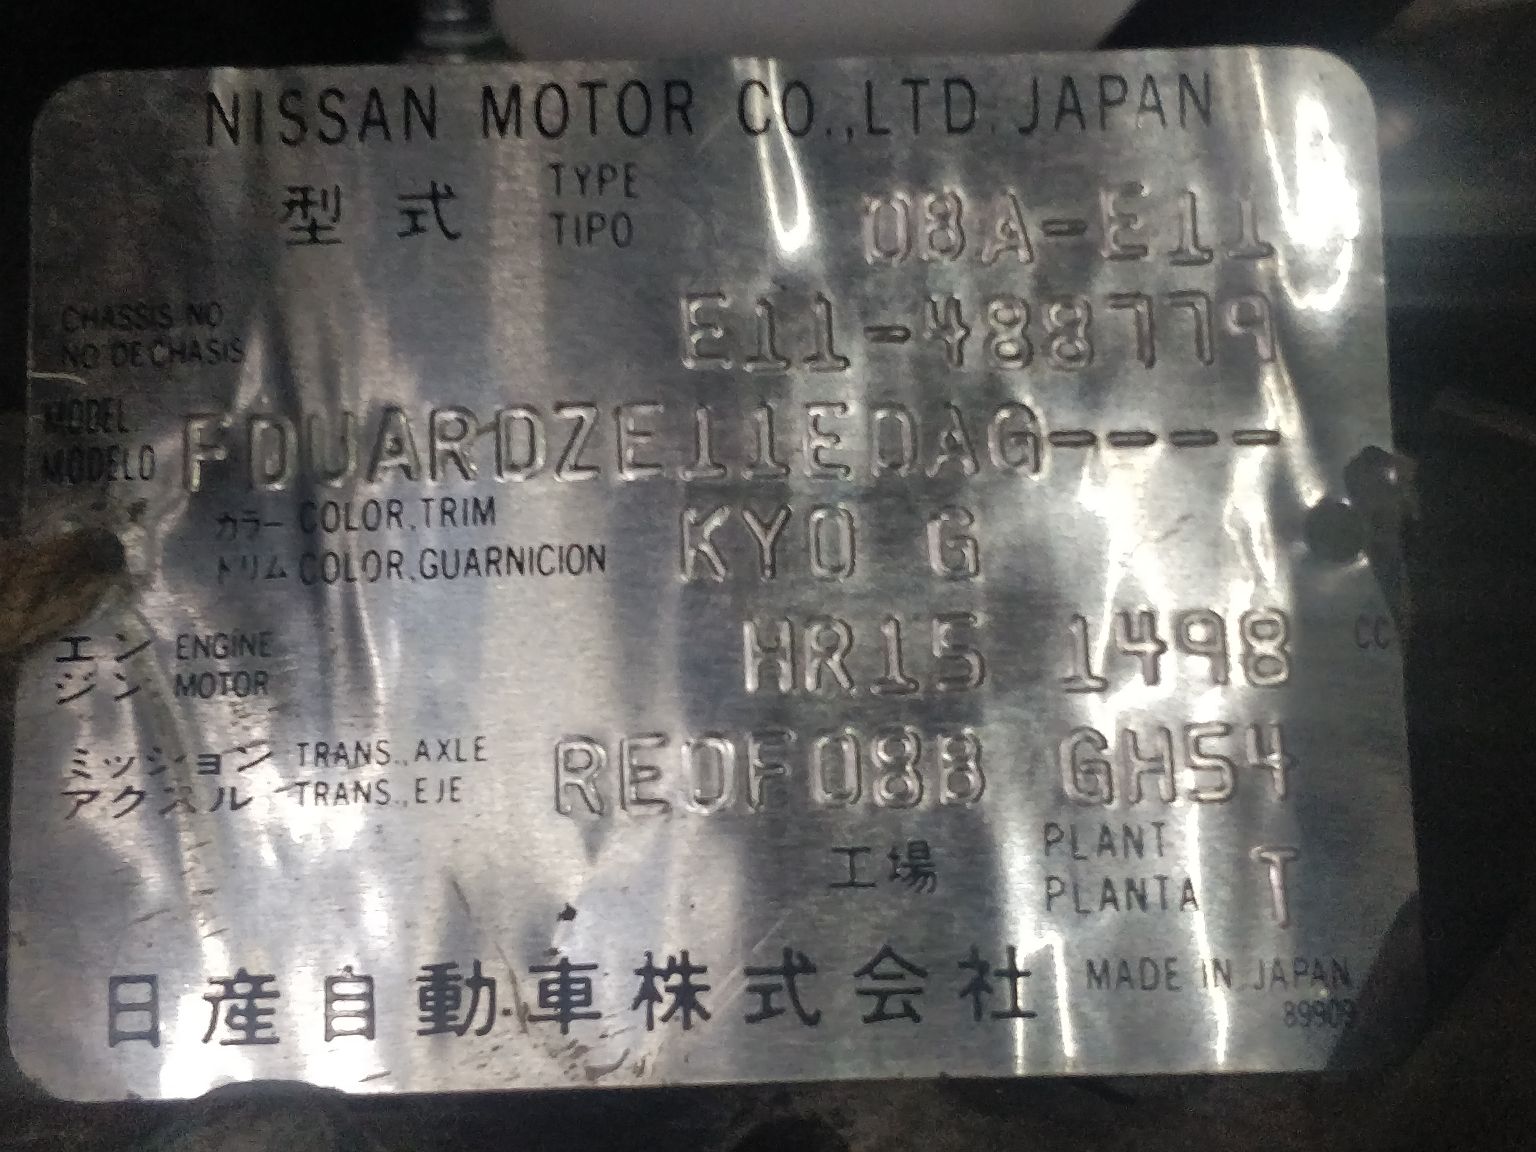 NISSAN MOTOR CO.,LTD. JAPAN
型式 TYPE TIPO UBA-E11
CHASSIS NO. NO DE CHASIS E11-488779
MODEL MODELO FDUARDZE11EDAG----
カラー COLOR,TRIM KYO G
トリム COLOR,GUARNICION
エンジン ENGINE MOTOR HR15 1498 CC
ミッション TRANS.,AXLE RE0F08B GH54
アクスル TRANS.,EJE
工場 PLANT PLANTA T
日産自動車株式会社 MADE IN JAPAN
89909